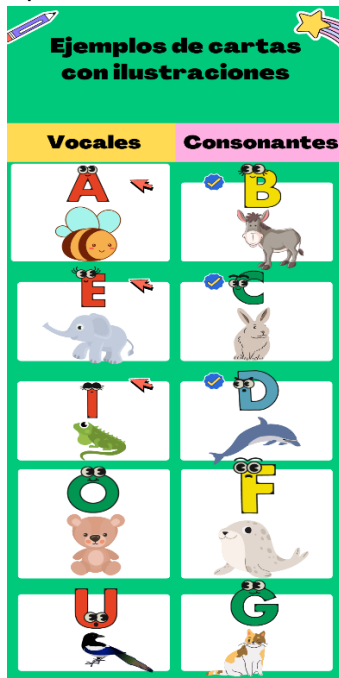 Ejemplos de cartas
con ilustraciones
Vocales Consonantes
A B
E C
I D
O F
U G